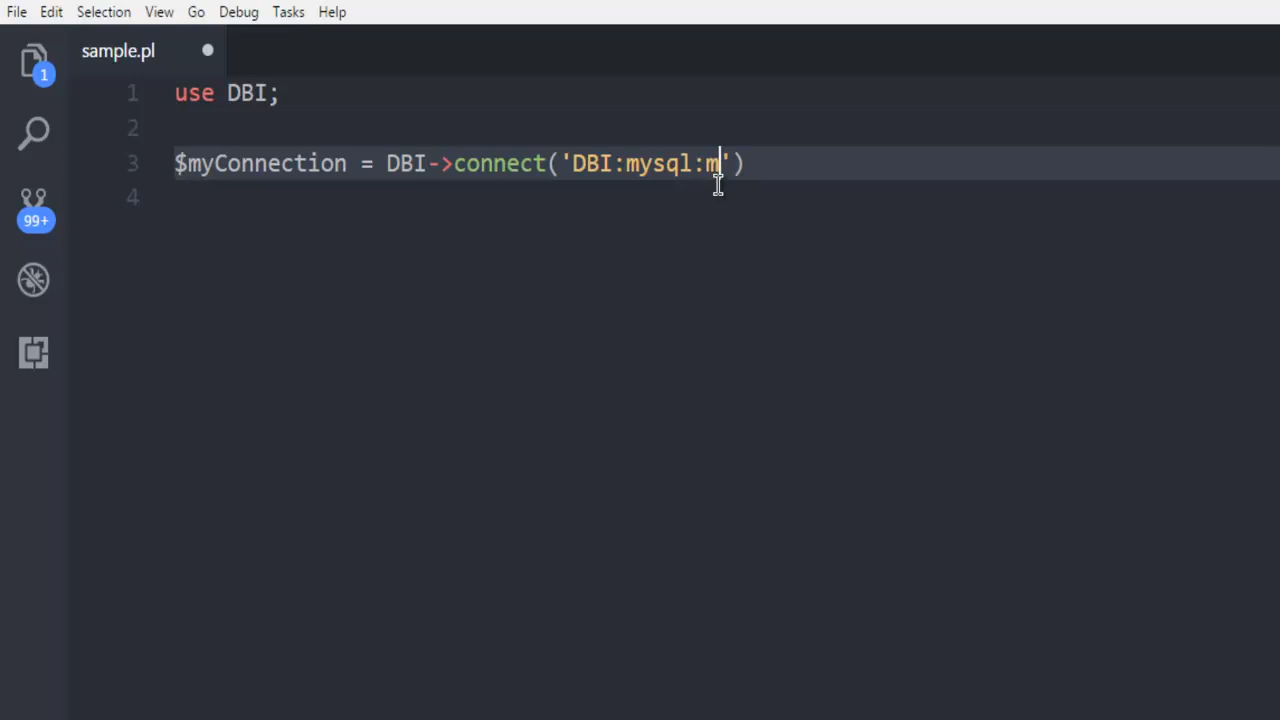 File Edit Selection View Go Debug Tasks Help
sample.pl
1
1 use DBI;
2
3 $myConnection = DBI->connect('DBI:mysql:m')
4
99+